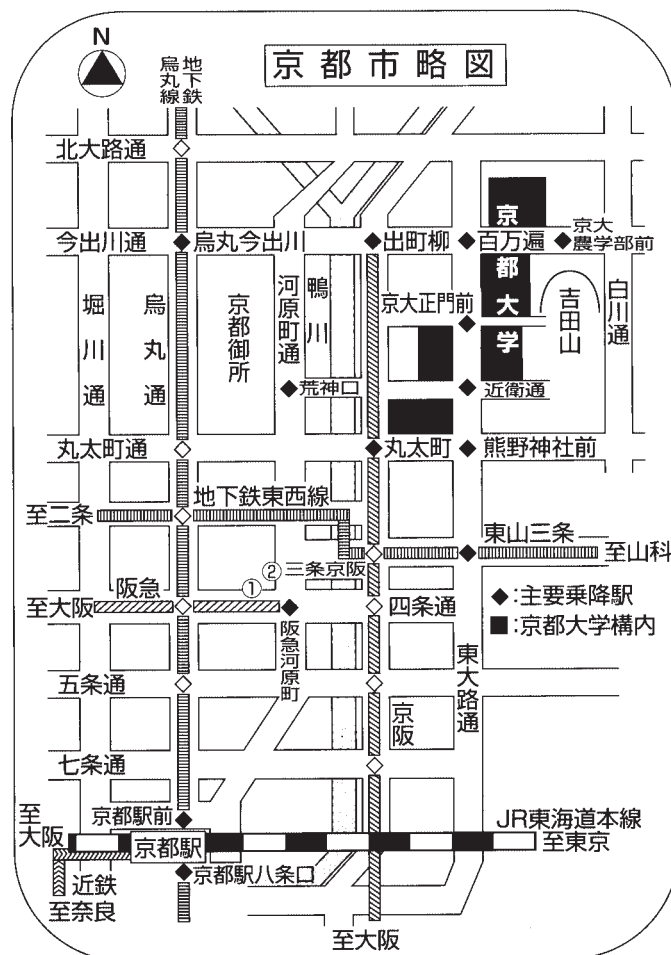 N
京都市略図
地下鉄
烏丸線
北大路通
今出川通
烏丸今出川
出町柳
百万遍
京大
農学部前
京都大学
堀川通
烏丸通
京都御所
河原町通
鴨川
京大正門前
吉田山
白川通
荒神口
近衛通
丸太町通
丸太町
熊野神社前
地下鉄東西線
至二条
東山三条
至山科
②
三条京阪
①
阪急
至大阪
阪急河原町
四条通
◆:主要乗降駅
■:京都大学構内
五条通
京阪
東大路通
七条通
京都駅前
至
大阪
京都駅
JR東海道本線
至東京
近鉄
京都駅八条口
至奈良
至大阪